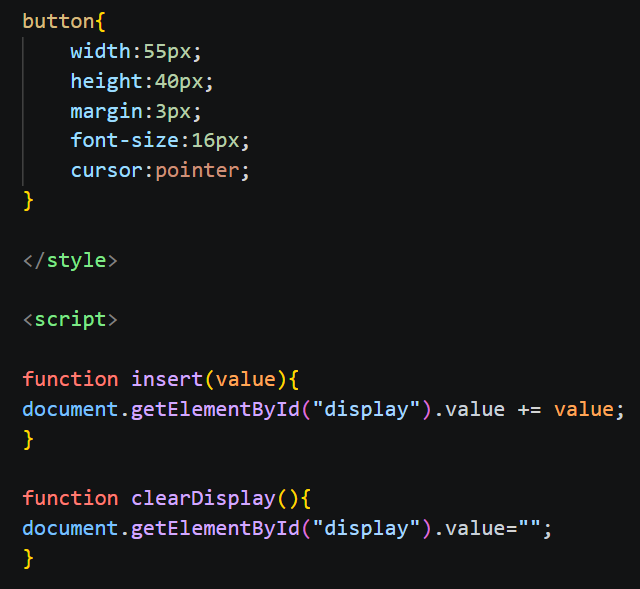 button{
width:55px;
height:40px;
margin:3px;
font-size:16px;
cursor:pointer;
}
</style>
<script>
function insert(value){
document.getElementById("display").value += value;
}
function clearDisplay(){
document.getElementById("display").value="";
}